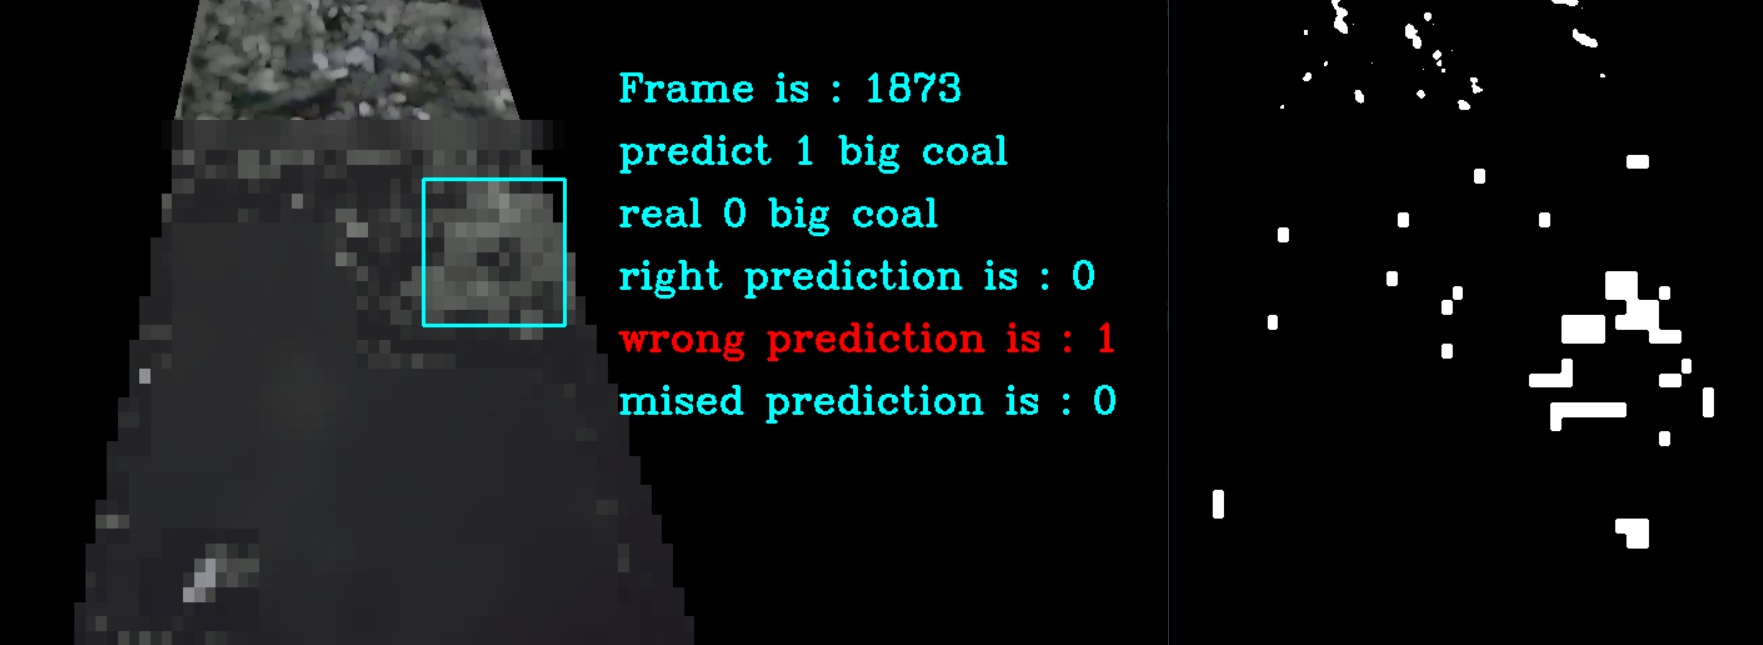 Frame is : 1873
predict 1 big coal
real 0 big coal
right prediction is : 0
wrong prediction is : 1
mised prediction is : 0